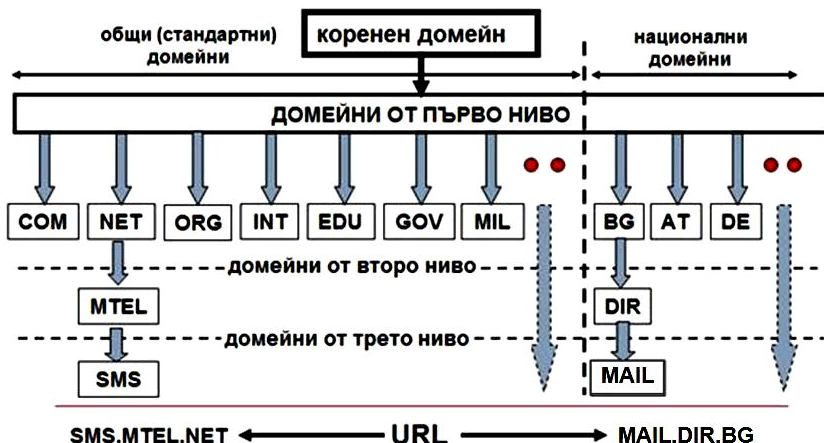 общи (стандартни)
домейни
коренен домейн
национални
домейни
ДОМЕЙНИ ОТ ПЪРВО НИВО
COM NET ORG INT EDU GOV MIL BG AT DE
домейни от второ ниво
MTEL DIR
домейни от трето ниво
SMS MAIL
SMS.MTEL.NET URL MAIL.DIR.BG